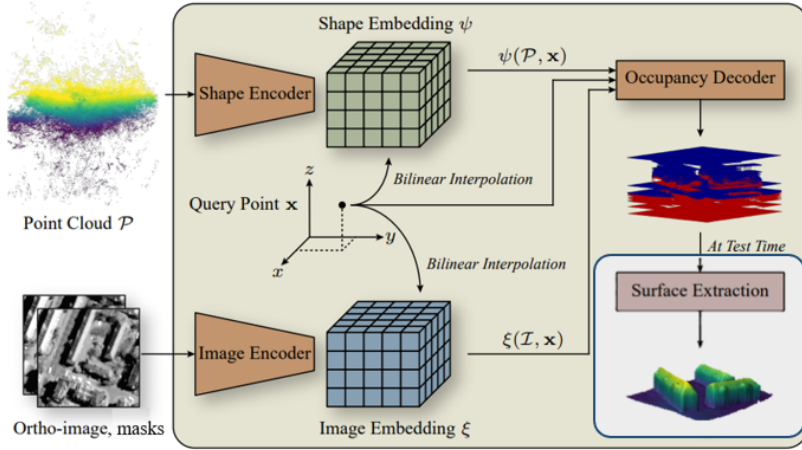 Shape Embedding ψ
ψ(𝒫, x)
Shape Encoder
Occupancy Decoder
Bilinear Interpolation
z
Query Point x
y
x
Point Cloud 𝒫
At Test Time
Bilinear Interpolation
Surface Extraction
Image Encoder
ξ(ℐ, x)
Ortho-image, masks
Image Embedding ξ